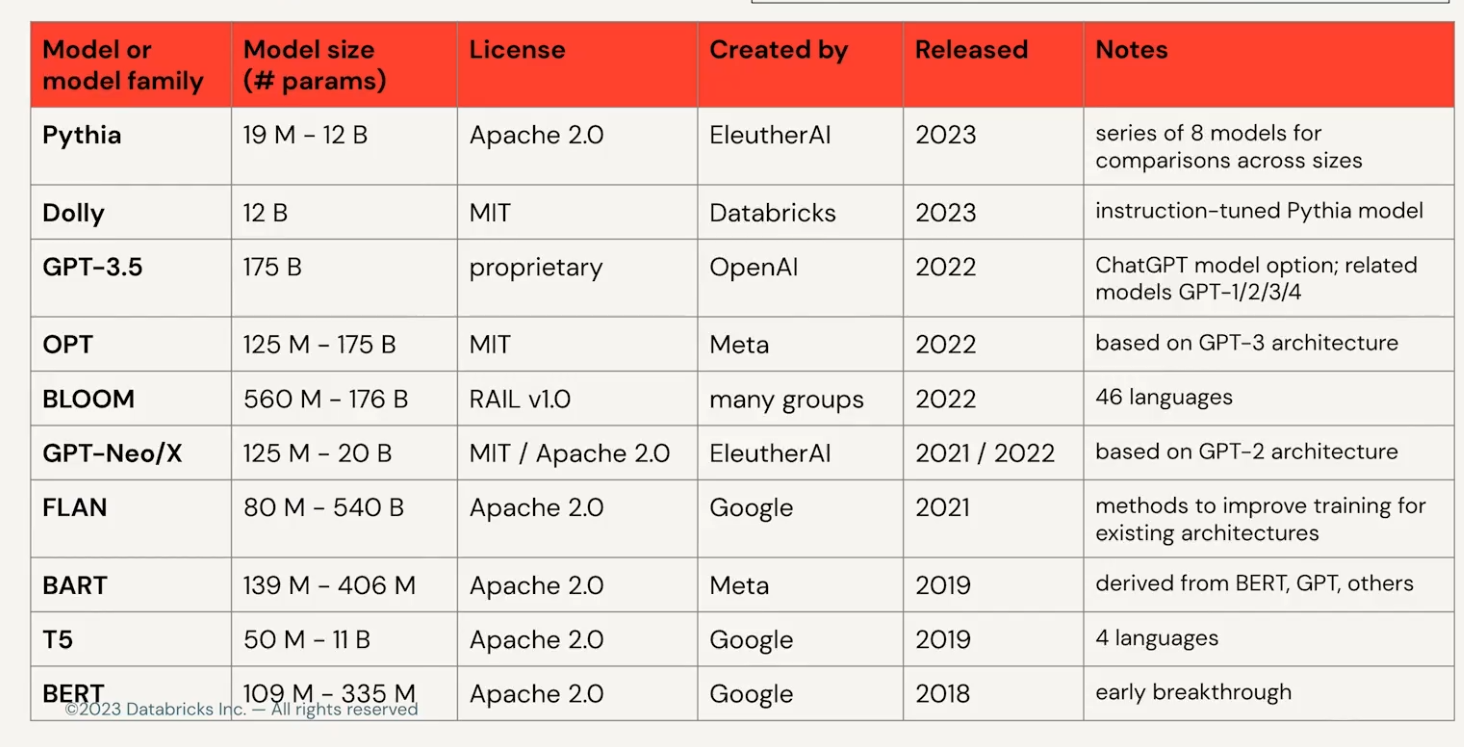 Model or model family | Model size (# params) | License | Created by | Released | Notes
Pythia | 19 M – 12 B | Apache 2.0 | EleutherAI | 2023 | series of 8 models for comparisons across sizes
Dolly | 12 B | MIT | Databricks | 2023 | instruction-tuned Pythia model
GPT-3.5 | 175 B | proprietary | OpenAI | 2022 | ChatGPT model option; related models GPT-1/2/3/4
OPT | 125 M – 175 B | MIT | Meta | 2022 | based on GPT-3 architecture
BLOOM | 560 M – 176 B | RAIL v1.0 | many groups | 2022 | 46 languages
GPT-Neo/X | 125 M – 20 B | MIT / Apache 2.0 | EleutherAI | 2021 / 2022 | based on GPT-2 architecture
FLAN | 80 M – 540 B | Apache 2.0 | Google | 2021 | methods to improve training for existing architectures
BART | 139 M – 406 M | Apache 2.0 | Meta | 2019 | derived from BERT, GPT, others
T5 | 50 M – 11 B | Apache 2.0 | Google | 2019 | 4 languages
BERT | 109 M – 335 M | Apache 2.0 | Google | 2018 | early breakthrough
©2023 Databricks Inc. — All rights reserved